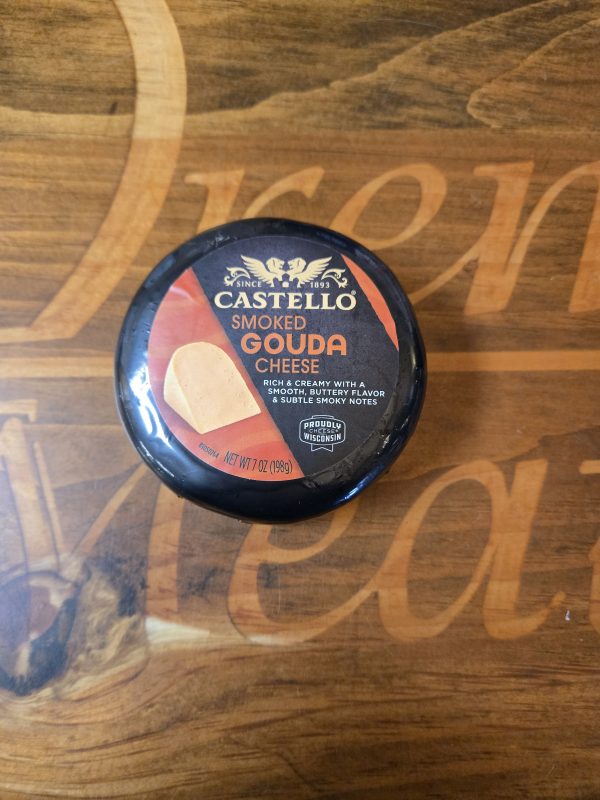 SINCE 1893
CASTELLO®
SMOKED
GOUDA
CHEESE
RICH & CREAMY WITH A
SMOOTH, BUTTERY FLAVOR
& SUBTLE SMOKY NOTES
PROUDLY
WISCONSIN
CHEESE®
NET WT 7 OZ (198g)